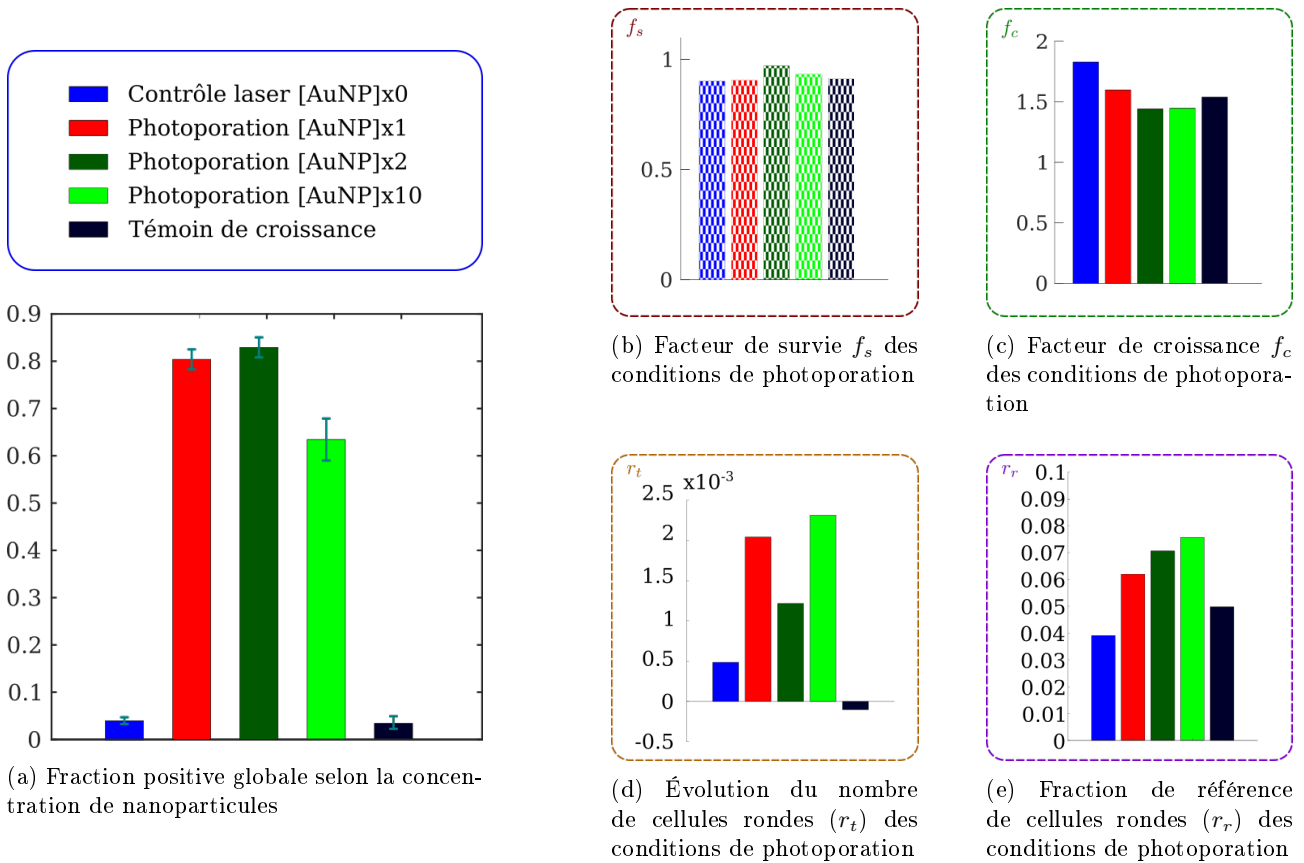 Contrôle laser [AuNP]x0
Photoporation [AuNP]x1
Photoporation [AuNP]x2
Photoporation [AuNP]x10
Témoin de croissance
0.9
0.8
0.7
0.6
0.5
0.4
0.3
0.2
0.1
0
(a) Fraction positive globale selon la concen-
tration de nanoparticules
f_s
1
0.5
0
(b) Facteur de survie f_s des
conditions de photoporation
f_c
2
1.5
1
0.5
0
(c) Facteur de croissance f_c
des conditions de photopora-
tion
r_t
x10^-3
2.5
2
1.5
1
0.5
0
-0.5
(d) Évolution du nombre
de cellules rondes (r_t) des
conditions de photoporation
r_r
0.1
0.09
0.08
0.07
0.06
0.05
0.04
0.03
0.02
0.01
0
(e) Fraction de référence
de cellules rondes (r_r) des
conditions de photoporation